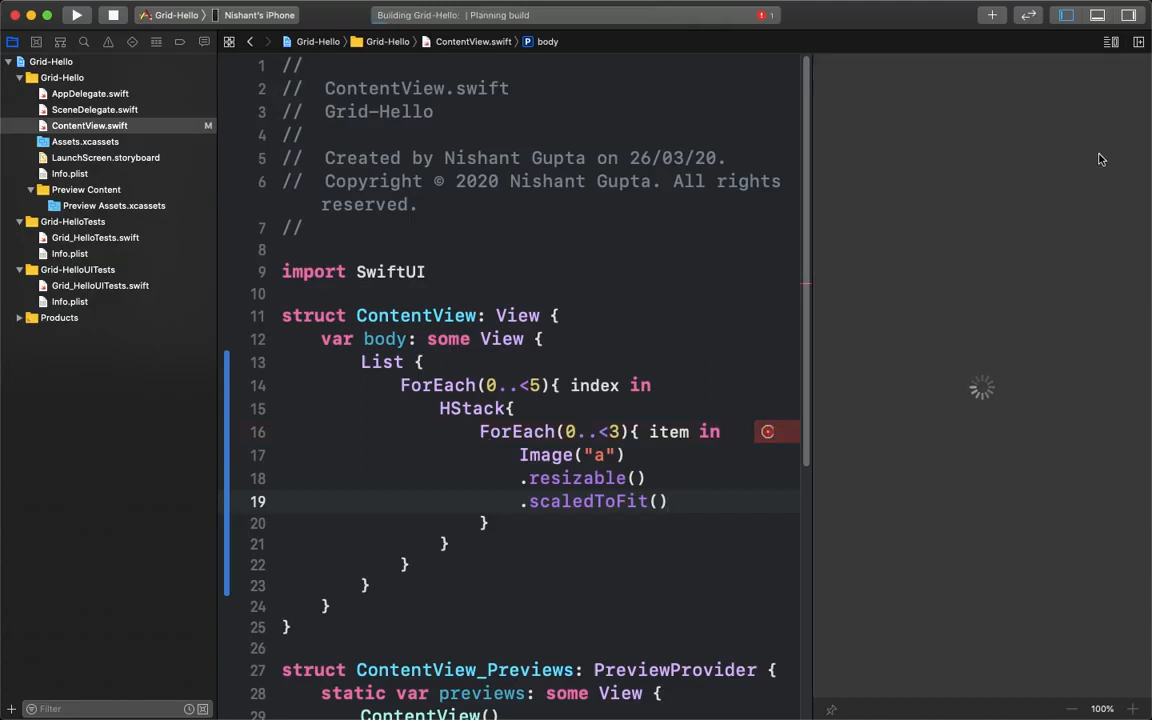 Grid-Hello
Nishant's iPhone
Building Grid-Hello: | Planning build
1
Grid-Hello
Grid-Hello
ContentView.swift
P
body
Grid-Hello
Grid-Hello
AppDelegate.swift
SceneDelegate.swift
ContentView.swift M
Assets.xcassets
LaunchScreen.storyboard
Info.plist
Preview Content
Preview Assets.xcassets
Grid-HelloTests
Grid_HelloTests.swift
Info.plist
Grid-HelloUITests
Grid_HelloUITests.swift
Info.plist
Products
Filter
1 //
2 // ContentView.swift
3 // Grid-Hello
4 //
5 // Created by Nishant Gupta on 26/03/20.
6 // Copyright © 2020 Nishant Gupta. All rights
reserved.
7 //
8
9 import SwiftUI
10
11 struct ContentView: View {
12 var body: some View {
13 List {
14 ForEach(0..<5){ index in
15 HStack{
16 ForEach(0..<3){ item in
17 Image("a")
18 .resizable()
19 .scaledToFit()
20 }
21 }
22 }
23 }
24 }
25 }
26
27 struct ContentView_Previews: PreviewProvider {
28 static var previews: some View {
29 ContentView()
100%